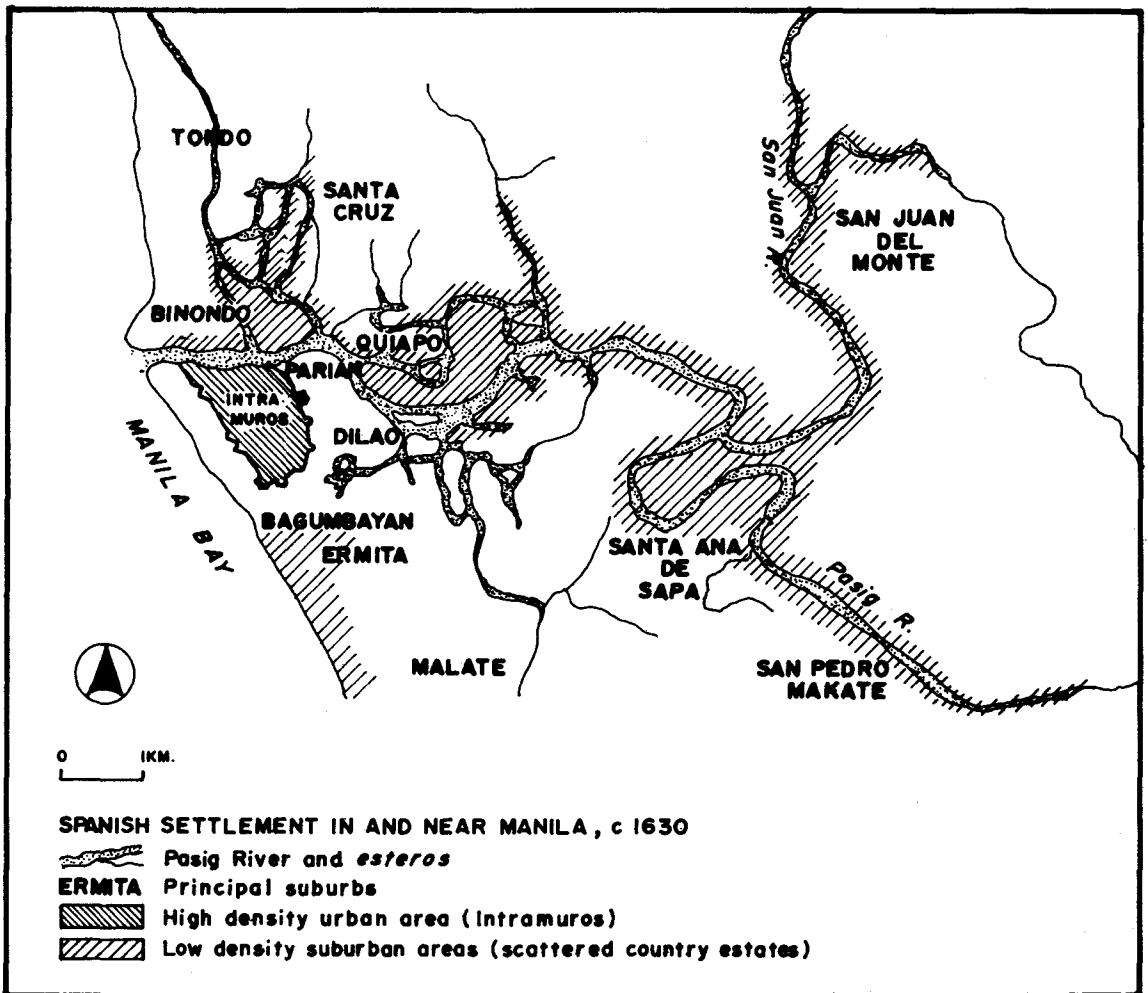 TONDO
SANTA
CRUZ
San Juan R.
SAN JUAN
DEL
MONTE
BINONDO
QUIAPO
PARIAN
INTRA
MUROS
DILAO
MANILA BAY
BAGUMBAYAN
ERMITA
SANTA ANA
DE
SAPA
Pasig R.
MALATE
SAN PEDRO
MAKATE
0 1KM.
SPANISH SETTLEMENT IN AND NEAR MANILA, c 1630
Pasig River and esteros
ERMITA Principal suburbs
High density urban area (Intramuros)
Low density suburban areas (scattered country estates)